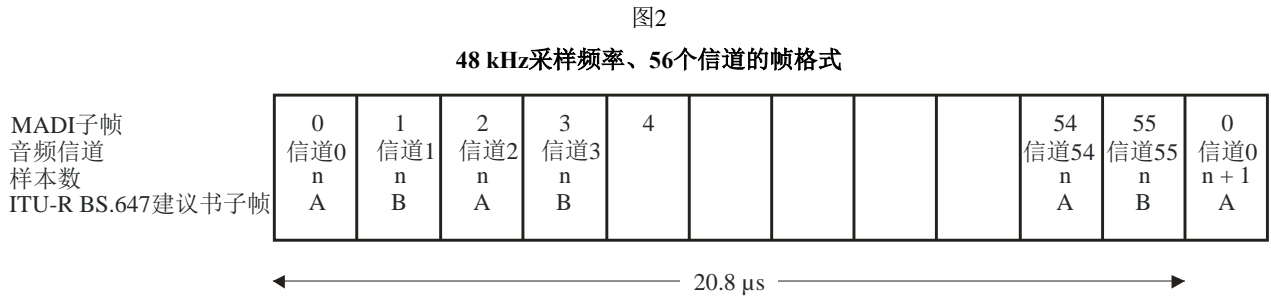 图2
48 kHz采样频率、56个信道的帧格式
MADI子帧 0 1 2 3 4 54 55 0
音频信道 信道0 信道1 信道2 信道3 信道54 信道55 信道0
样本数 n n n n n n n + 1
ITU-R BS.647建议书子帧 A B A B A B A
20.8 µs